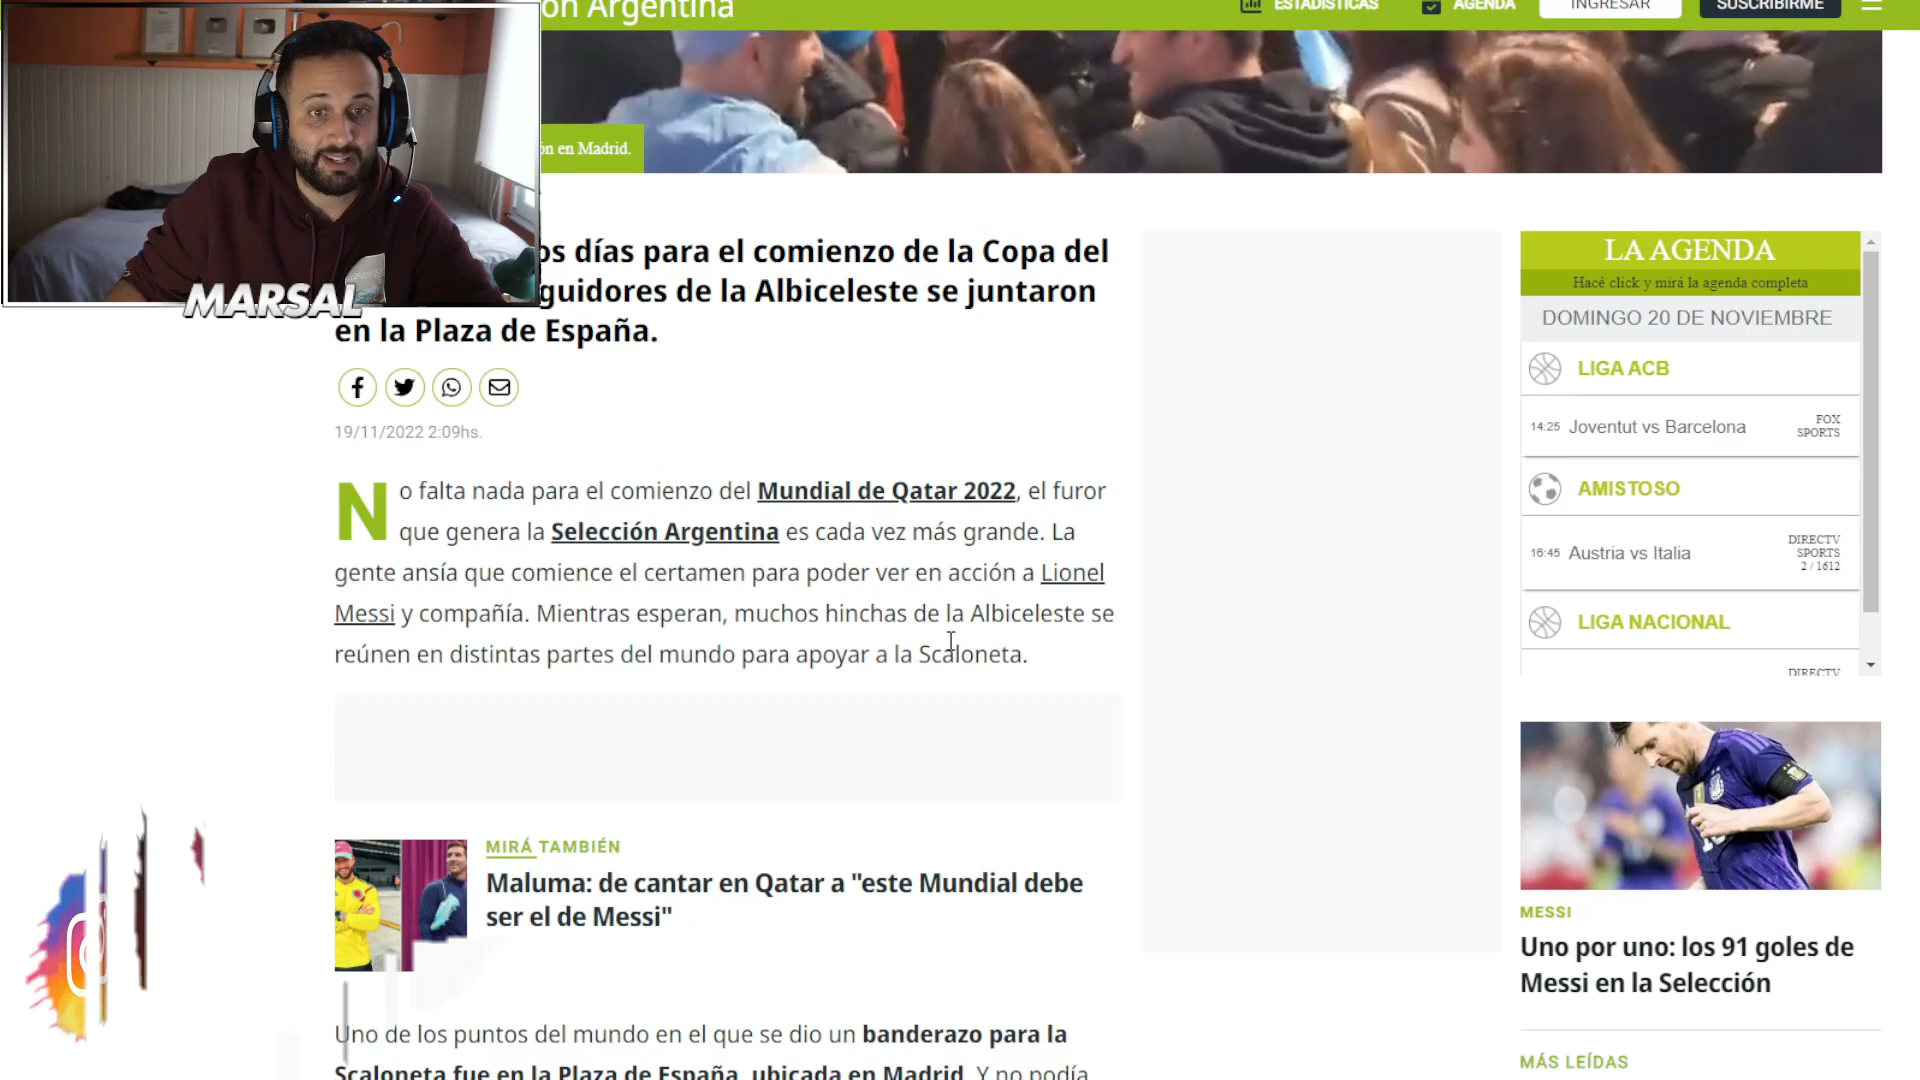 ón Argentina
ESTADÍSTICAS
AGENDA
INGRESAR
SUSCRIBIRME
ón en Madrid.
MARSAL
os días para el comienzo de la Copa del
guidores de la Albiceleste se juntaron
en la Plaza de España.
19/11/2022 2:09hs.
No falta nada para el comienzo del Mundial de Qatar 2022, el furor
que genera la Selección Argentina es cada vez más grande. La
gente ansía que comience el certamen para poder ver en acción a Lionel
Messi y compañía. Mientras esperan, muchos hinchas de la Albiceleste se
reúnen en distintas partes del mundo para apoyar a la Scaloneta.
MIRÁ TAMBIÉN
Maluma: de cantar en Qatar a "este Mundial debe
ser el de Messi"
Uno de los puntos del mundo en el que se dio un banderazo para la
Scaloneta fue en la Plaza de España, ubicada en Madrid. Y no podía
LA AGENDA
Hacé click y mirá la agenda completa
DOMINGO 20 DE NOVIEMBRE
LIGA ACB
14:25 Joventut vs Barcelona FOX
SPORTS
AMISTOSO
16:45 Austria vs Italia DIRECTV
SPORTS
2 / 1612
LIGA NACIONAL
DIRECTV
MESSI
Uno por uno: los 91 goles de
Messi en la Selección
MÁS LEÍDAS